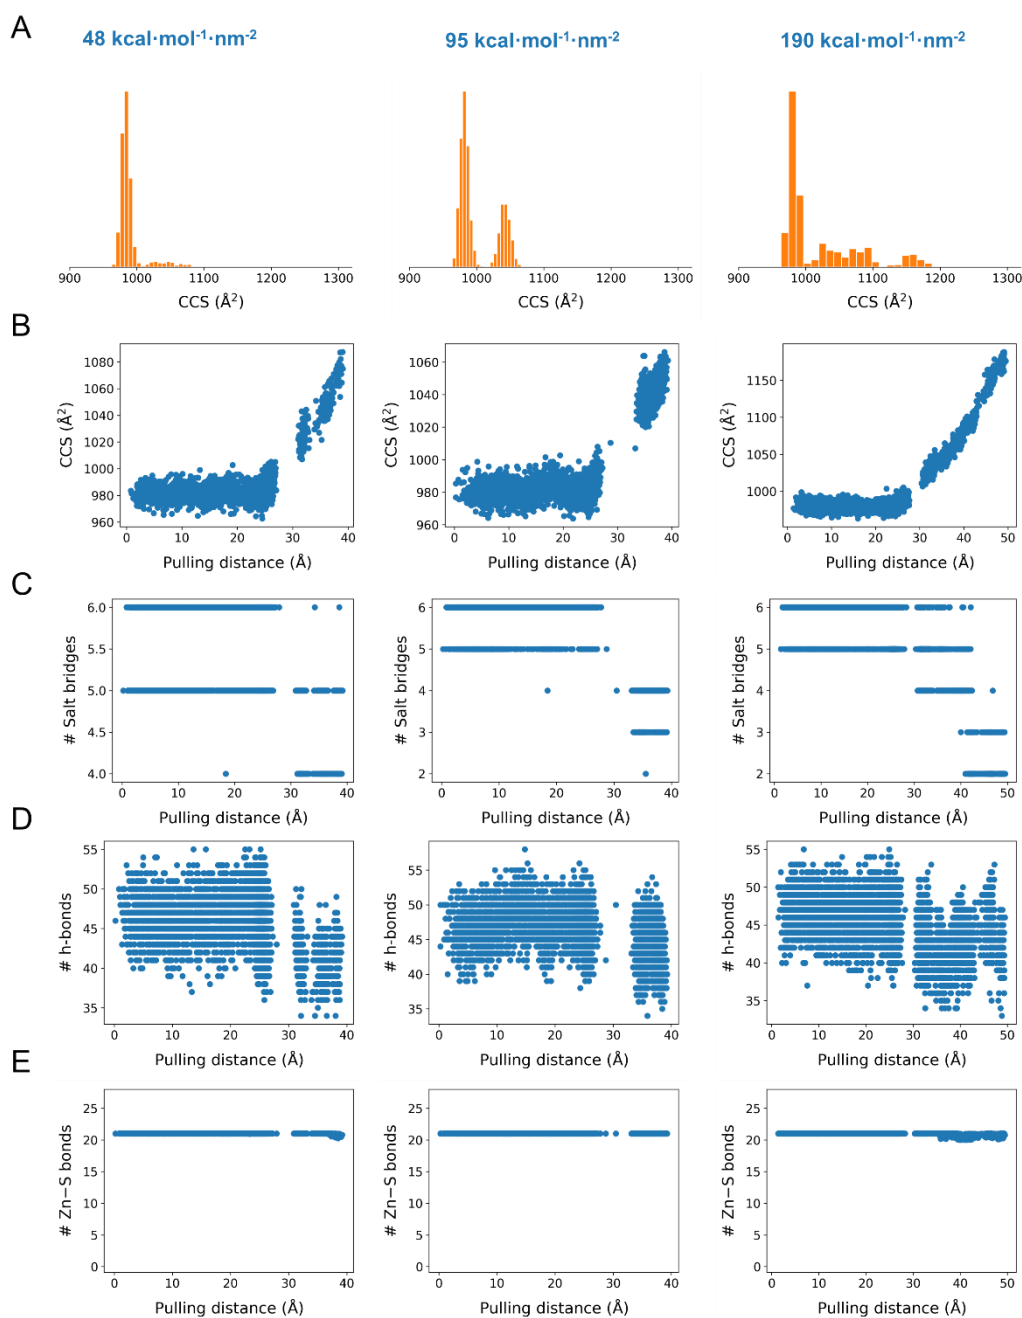 A
48 kcal·mol⁻¹·nm⁻² 95 kcal·mol⁻¹·nm⁻² 190 kcal·mol⁻¹·nm⁻²
900 1000 1100 1200 1300 900 1000 1100 1200 1300 900 1000 1100 1200 1300
CCS (Å²) CCS (Å²) CCS (Å²)
B
CCS (Å²)
1080
1060
1040
1020
1000
980
960
0 10 20 30 40
Pulling distance (Å)
CCS (Å²)
1060
1040
1020
1000
980
960
0 10 20 30 40
Pulling distance (Å)
CCS (Å²)
1150
1100
1050
1000
0 10 20 30 40 50
Pulling distance (Å)
C
# Salt bridges
6.0
5.5
5.0
4.5
4.0
0 10 20 30 40
Pulling distance (Å)
# Salt bridges
6
5
4
3
2
0 10 20 30 40
Pulling distance (Å)
# Salt bridges
6
5
4
3
2
0 10 20 30 40 50
Pulling distance (Å)
D
# h-bonds
55
50
45
40
35
0 10 20 30 40
Pulling distance (Å)
# h-bonds
55
50
45
40
35
0 10 20 30 40
Pulling distance (Å)
# h-bonds
55
50
45
40
35
0 10 20 30 40 50
Pulling distance (Å)
E
# Zn−S bonds
25
20
15
10
5
0
0 10 20 30 40
Pulling distance (Å)
# Zn−S bonds
25
20
15
10
5
0
0 10 20 30 40
Pulling distance (Å)
# Zn−S bonds
25
20
15
10
5
0
0 10 20 30 40 50
Pulling distance (Å)